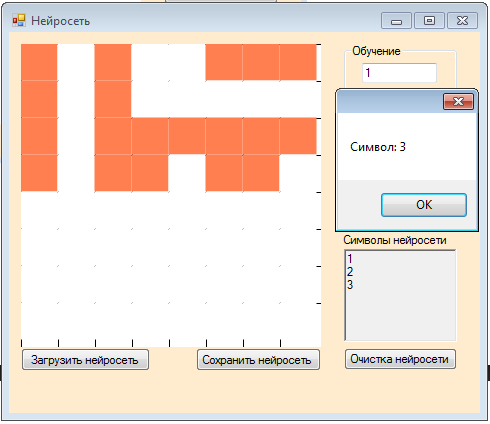 Нейросеть
Обучение
1
Символ: 3
OK
Символы нейросети
1
2
3
Загрузить нейросеть
Сохранить нейросеть
Очистка нейросети